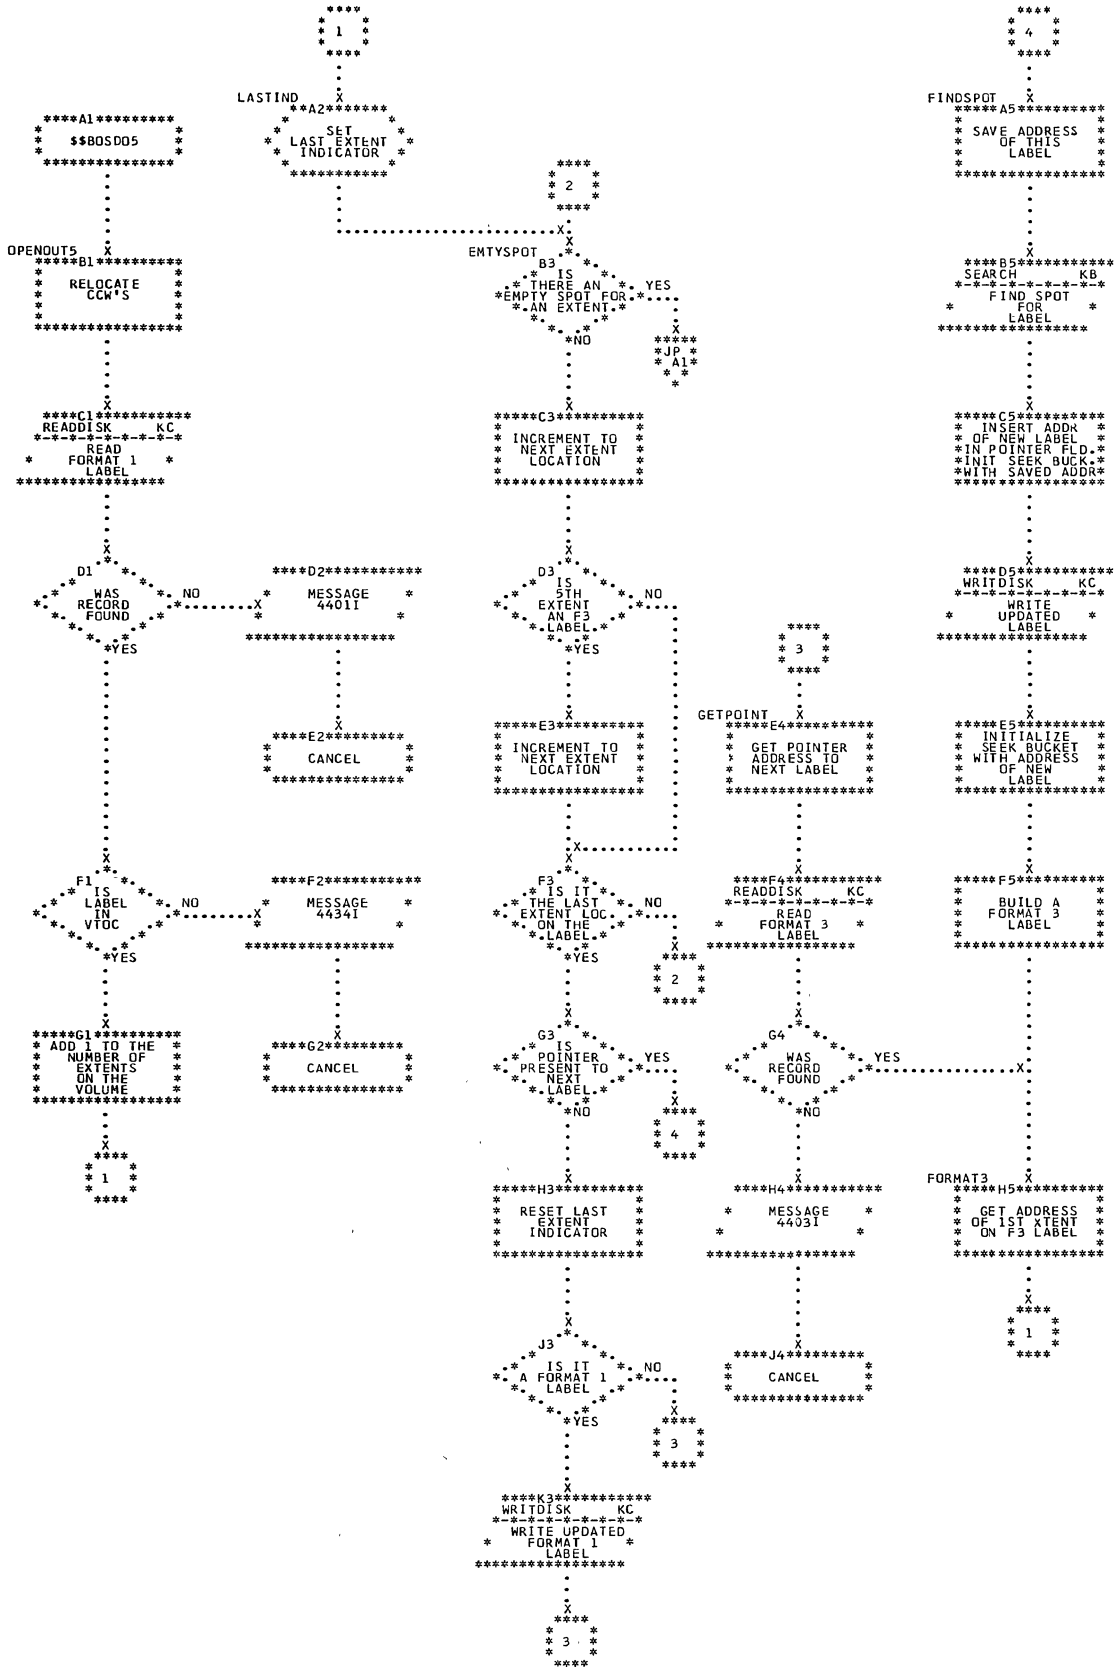 1
LASTIND
A2
SET
LAST EXTENT
INDICATOR
A1
$$BOSDO5
OPENOUT5
B1
RELOCATE
CCW'S
C1
READDISK KC
READ
FORMAT 1
LABEL
D1
WAS
RECORD
FOUND
NO
YES
D2
MESSAGE
4401I
E2
CANCEL
F1
IS
LABEL
IN
VTOC
NO
YES
F2
MESSAGE
4434I
G2
CANCEL
G1
ADD 1 TO THE
NUMBER OF
EXTENTS
ON THE
VOLUME
1
2
EMTYSPOT
B3
IS
THERE AN
EMPTY SPOT FOR
AN EXTENT
YES
NO
JP
A1
C3
INCREMENT TO
NEXT EXTENT
LOCATION
D3
IS
5TH
EXTENT
AN F3
LABEL
NO
YES
E3
INCREMENT TO
NEXT EXTENT
LOCATION
F3
IS IT
THE LAST
EXTENT LOC
ON THE
LABEL
NO
YES
2
G3
IS
POINTER
PRESENT TO
NEXT
LABEL
YES
NO
4
H3
RESET LAST
EXTENT
INDICATOR
J3
IS IT
A FORMAT 1
LABEL
NO
YES
3
K3
WRITDISK KC
WRITE UPDATED
FORMAT 1
LABEL
3
3
GETPOINT
E4
GET POINTER
ADDRESS TO
NEXT LABEL
F4
READDISK KC
READ
FORMAT 3
LABEL
G4
WAS
RECORD
FOUND
YES
NO
H4
MESSAGE
4403I
J4
CANCEL
4
FINDSPOT
A5
SAVE ADDRESS
OF THIS
LABEL
B5
SEARCH KB
FIND SPOT
FOR
LABEL
C5
INSERT ADDR
OF NEW LABEL
IN POINTER FLD.
INIT SEEK BUCK.
WITH SAVED ADDR
D5
WRITDISK KC
WRITE
UPDATED
LABEL
E5
INITIALIZE
SEEK BUCKET
WITH ADDRESS
OF NEW
LABEL
F5
BUILD A
FORMAT 3
LABEL
FORMAT3
H5
GET ADDRESS
OF 1ST XTENT
ON F3 LABEL
1